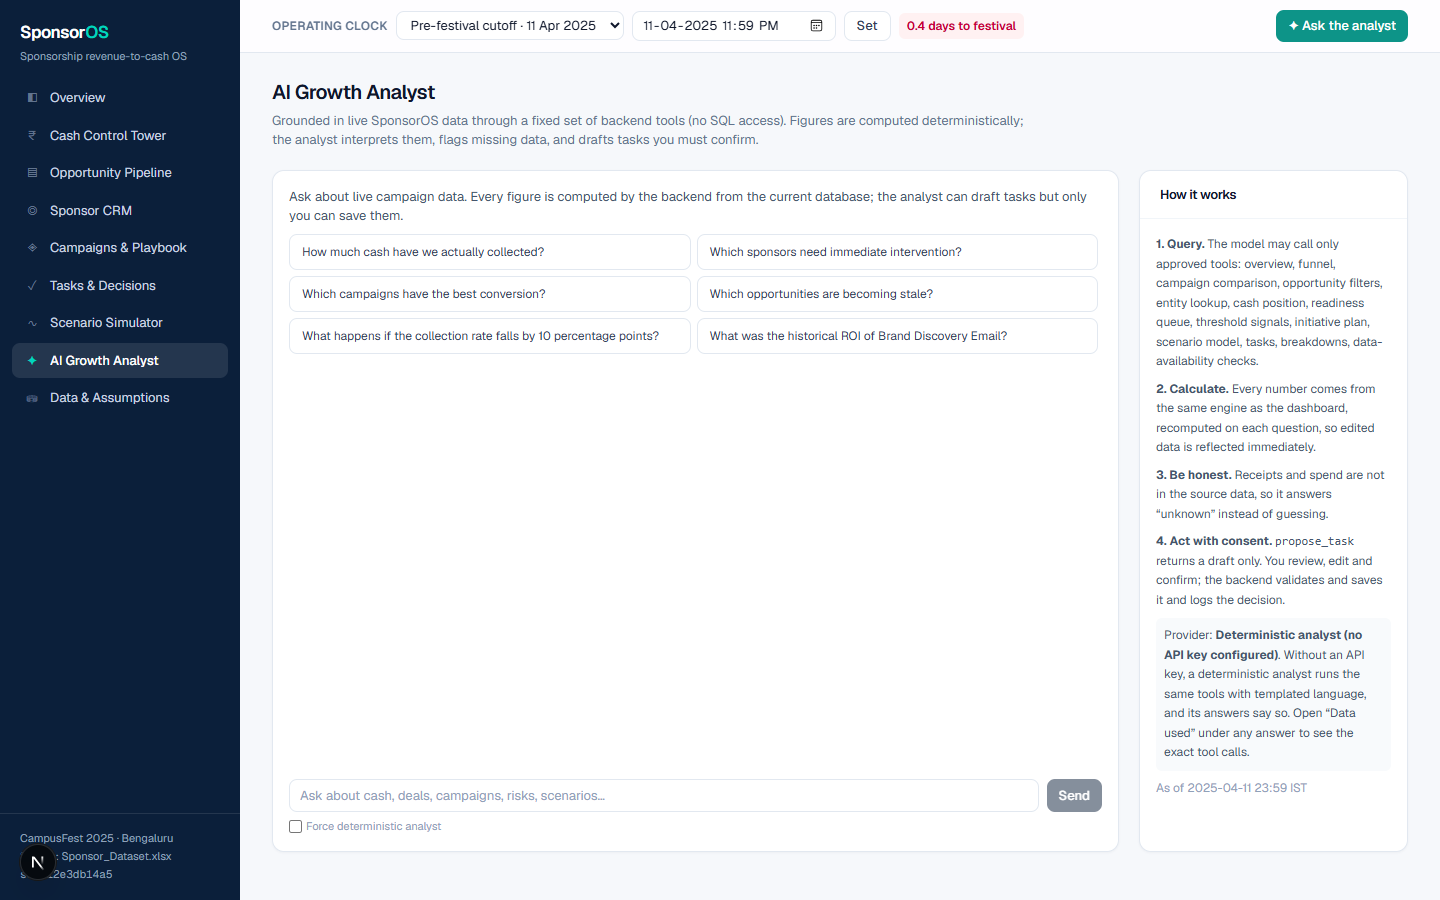 SponsorOS
Sponsorship revenue-to-cash OS
Overview
₹ Cash Control Tower
Opportunity Pipeline
Sponsor CRM
Campaigns & Playbook
Tasks & Decisions
Scenario Simulator
AI Growth Analyst
Data & Assumptions
CampusFest 2025 · Bengaluru
: Sponsor_Dataset.xlsx
2e3db14a5
OPERATING CLOCK
Pre-festival cutoff · 11 Apr 2025
11-04-2025 11:59 PM
Set
0.4 days to festival
✦ Ask the analyst
AI Growth Analyst
Grounded in live SponsorOS data through a fixed set of backend tools (no SQL access). Figures are computed deterministically;
the analyst interprets them, flags missing data, and drafts tasks you must confirm.
Ask about live campaign data. Every figure is computed by the backend from the current database; the analyst can draft tasks but only
you can save them.
How much cash have we actually collected?
Which sponsors need immediate intervention?
Which campaigns have the best conversion?
Which opportunities are becoming stale?
What happens if the collection rate falls by 10 percentage points?
What was the historical ROI of Brand Discovery Email?
Ask about cash, deals, campaigns, risks, scenarios…
Send
Force deterministic analyst
How it works
1. Query. The model may call only
approved tools: overview, funnel,
campaign comparison, opportunity filters,
entity lookup, cash position, readiness
queue, threshold signals, initiative plan,
scenario model, tasks, breakdowns, data-
availability checks.
2. Calculate. Every number comes from
the same engine as the dashboard,
recomputed on each question, so edited
data is reflected immediately.
3. Be honest. Receipts and spend are not
in the source data, so it answers
“unknown” instead of guessing.
4. Act with consent. propose_task
returns a draft only. You review, edit and
confirm; the backend validates and saves
it and logs the decision.
Provider: Deterministic analyst (no
API key configured). Without an API
key, a deterministic analyst runs the
same tools with templated language,
and its answers say so. Open “Data
used” under any answer to see the
exact tool calls.
As of 2025-04-11 23:59 IST